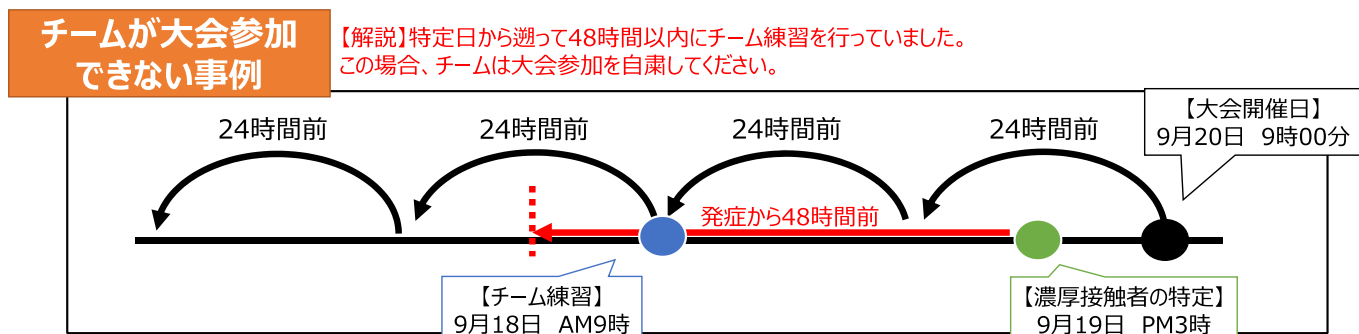 チームが大会参加
できない事例
【解説】特定日から遡って48時間以内にチーム練習を行っていました。
この場合、チームは大会参加を自粛してください。
24時間前
24時間前
24時間前
24時間前
【大会開催日】
9月20日 9時00分
発症から48時間前
【チーム練習】
9月18日 AM9時
【濃厚接触者の特定】
9月19日 PM3時